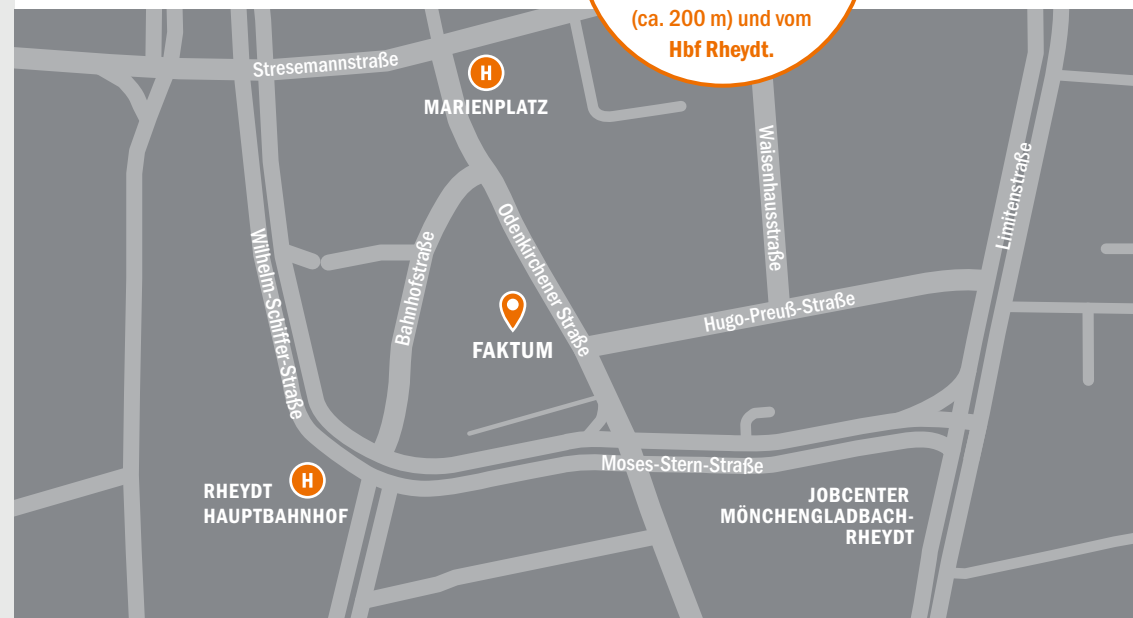 (ca. 200 m) und vom
Hbf Rheydt.
Stresemannstraße
H
MARIENPLATZ
Waisenhausstraße
Limitenstraße
Odenkirchener Straße
Wilhelm-Schiffer-Straße
Bahnhofstraße
Hugo-Preuß-Straße
FAKTUM
Moses-Stern-Straße
H
RHEYDT
HAUPTBAHNHOF
JOBCENTER
MÖNCHENGLADBACH-
RHEYDT